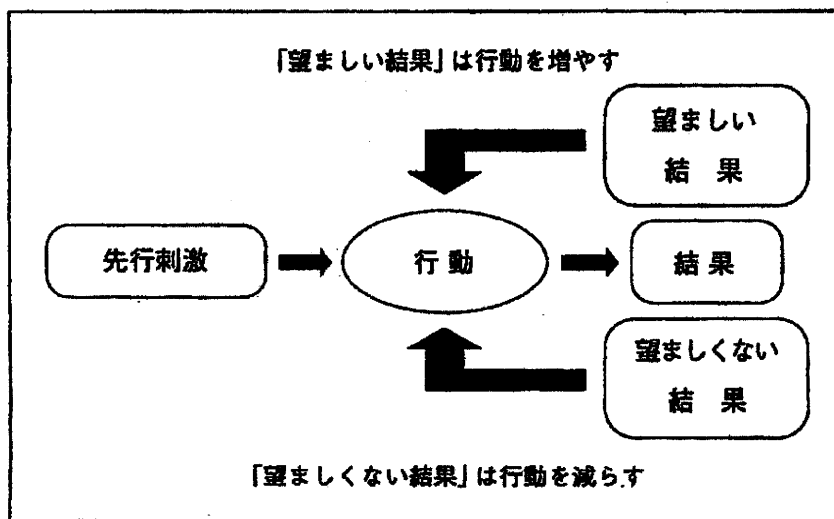 「望ましい結果」は行動を増やす
望ましい
結 果
先行刺激
行 動
結 果
望ましくない
結 果
「望ましくない結果」は行動を減らす